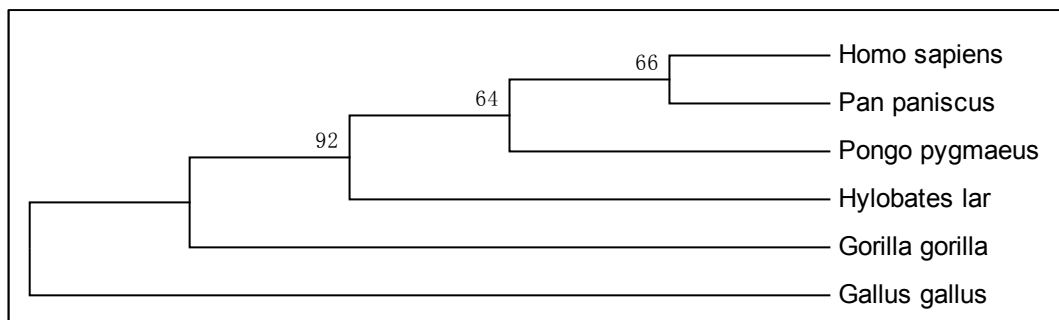 66
Homo sapiens
64
Pan paniscus
92
Pongo pygmaeus
Hylobates lar
Gorilla gorilla
Gallus gallus